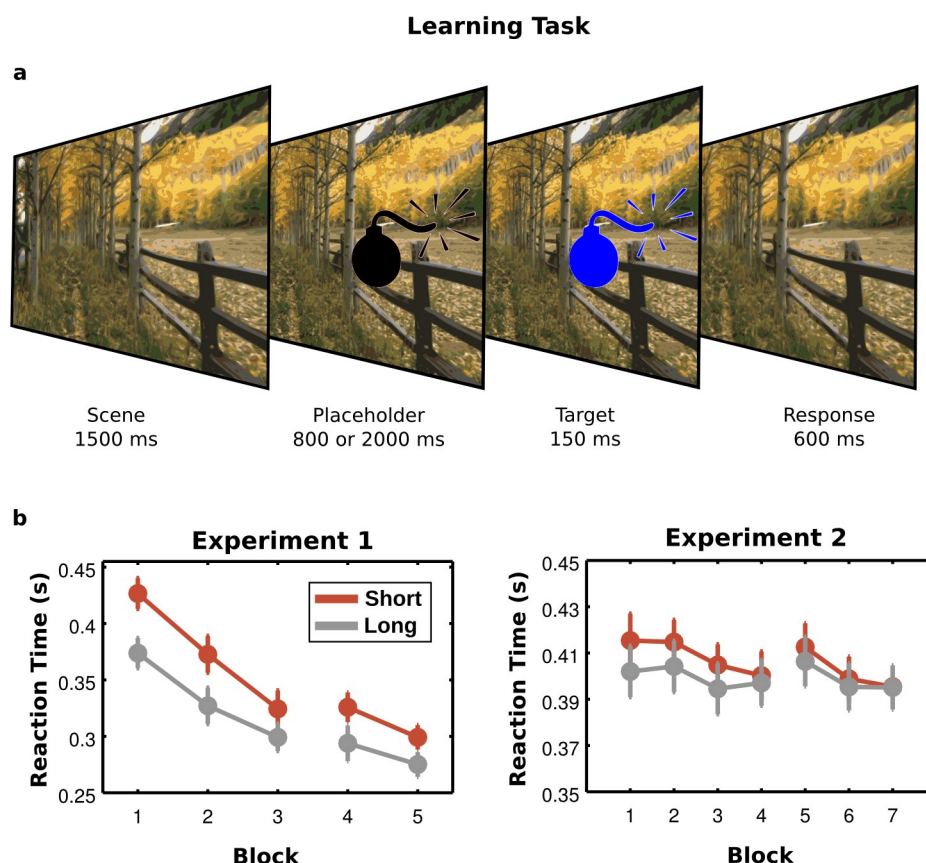 Learning Task
a
Scene
1500 ms
Placeholder
800 or 2000 ms
Target
150 ms
Response
600 ms
b
Experiment 1
Reaction Time (s)
0.45
0.4
0.35
0.3
0.25
Short
Long
1 2 3 4 5
Block
Experiment 2
Reaction Time (s)
0.45
0.43
0.41
0.39
0.37
0.35
1 2 3 4 5 6 7
Block